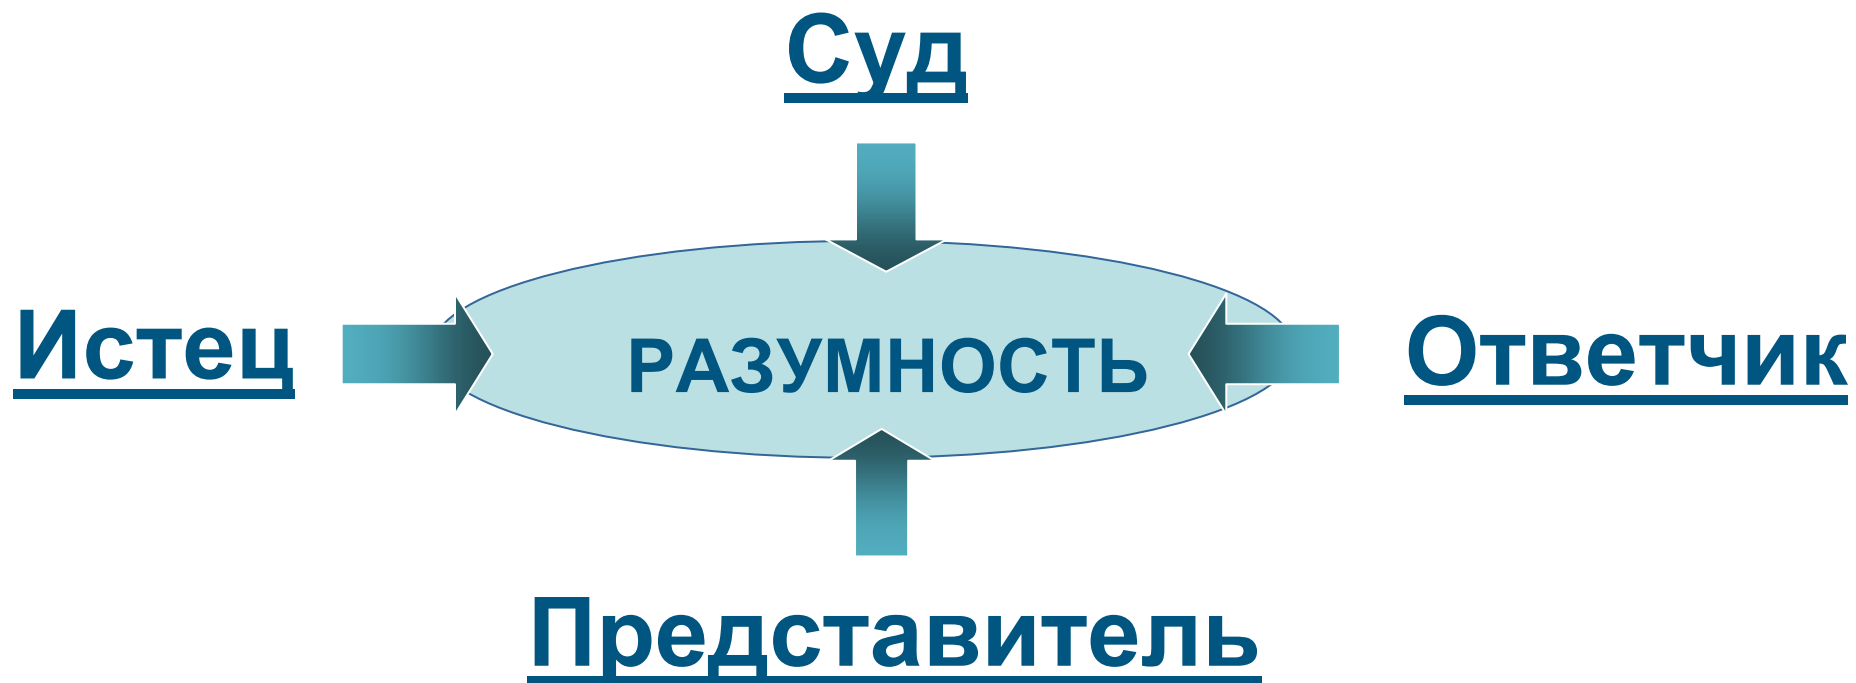 Суд
Истец
РАЗУМНОСТЬ
Ответчик
Представитель